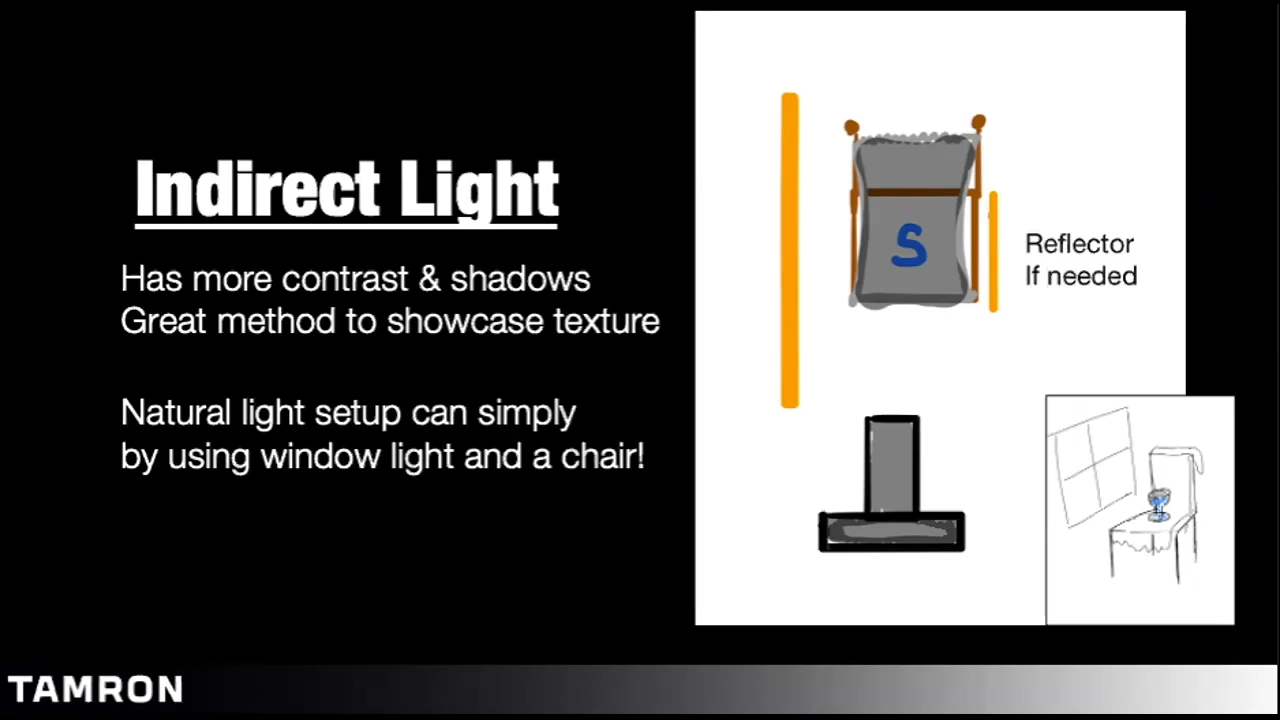 Indirect Light
Has more contrast & shadows
Great method to showcase texture
Natural light setup can simply
by using window light and a chair!
S
Reflector
If needed
TAMRON